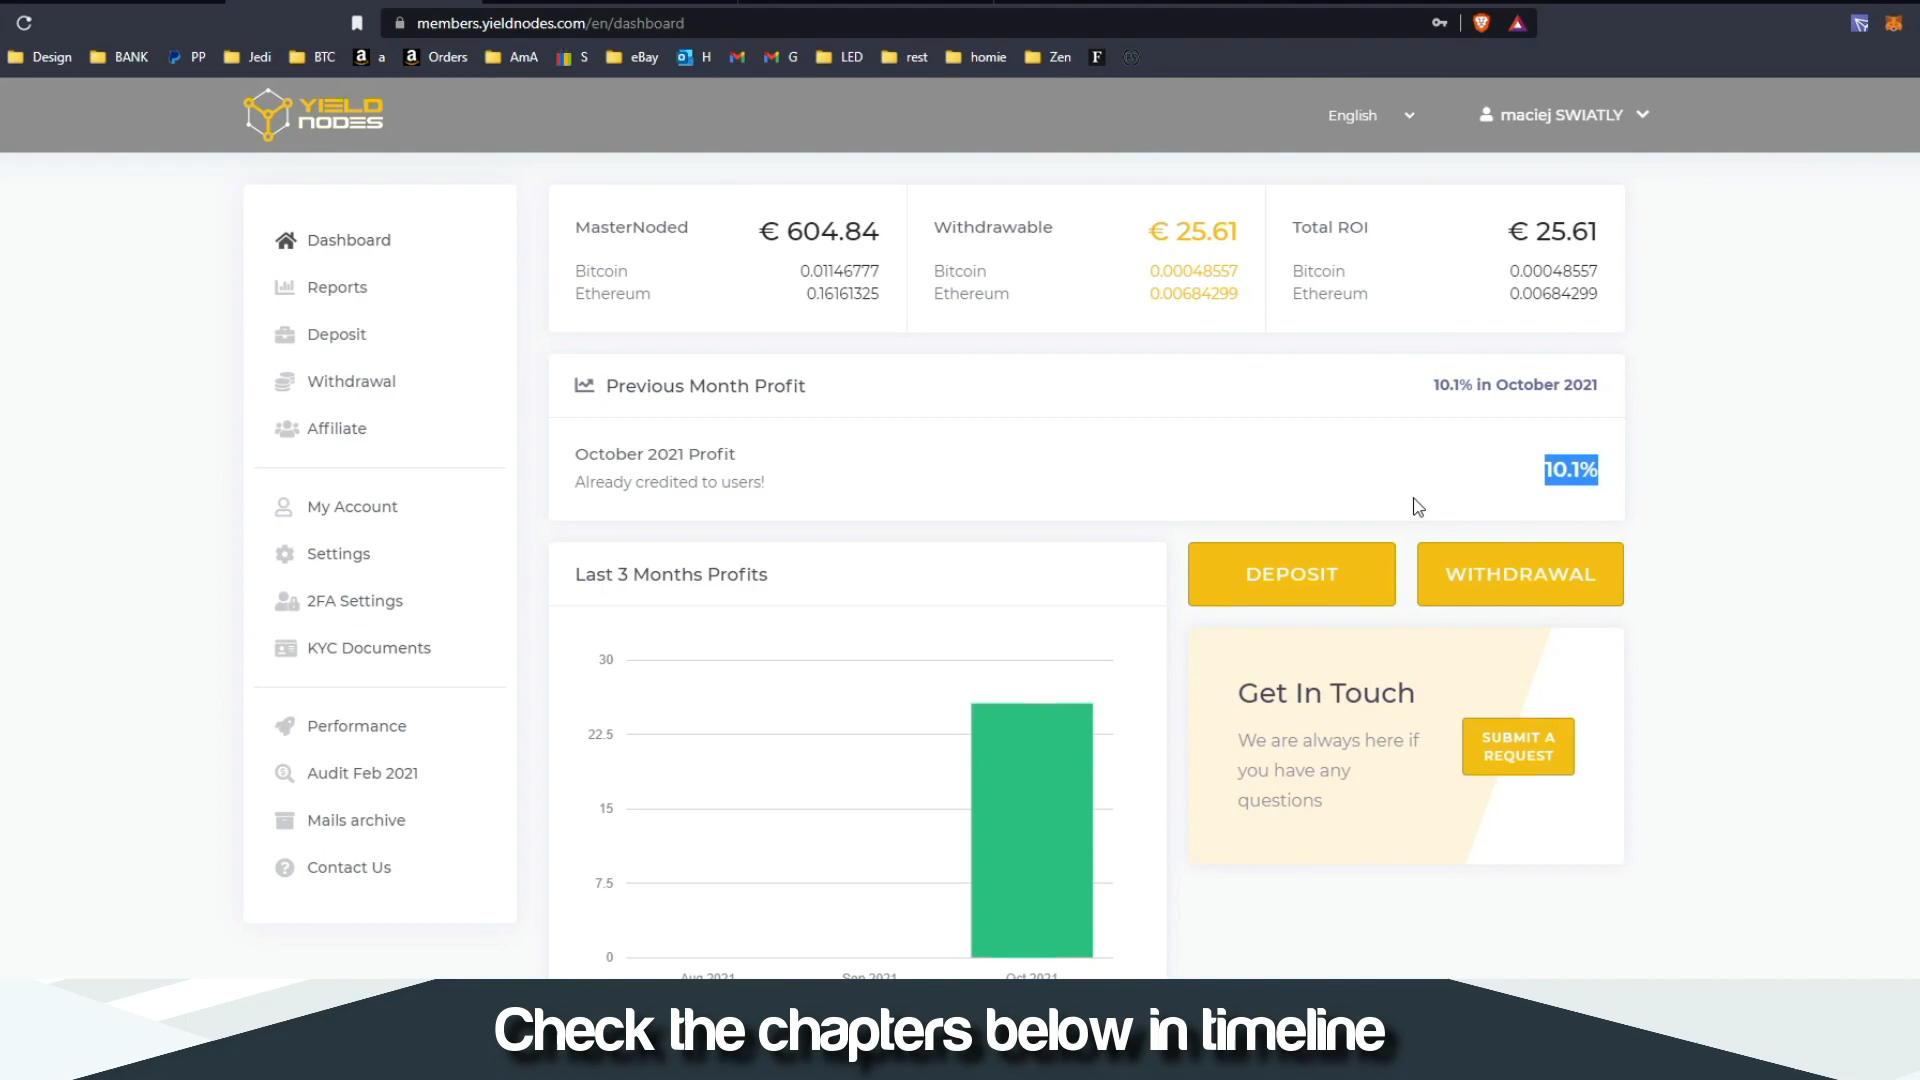 members.yieldnodes.com/en/dashboard
Design BANK PP Jedi BTC a Orders AmA S eBay H G LED rest homie Zen F
YIELD
NODES
English
maciej SWIATLY
Dashboard
Reports
Deposit
Withdrawal
Affiliate
My Account
Settings
2FA Settings
KYC Documents
Performance
Audit Feb 2021
Mails archive
Contact Us
MasterNoded € 604.84
Bitcoin 0.01146777
Ethereum 0.16161325
Withdrawable € 25.61
Bitcoin 0.00048557
Ethereum 0.00684299
Total ROI € 25.61
Bitcoin 0.00048557
Ethereum 0.00684299
Previous Month Profit 10.1% in October 2021
October 2021 Profit
Already credited to users!
10.1%
Last 3 Months Profits
30
22.5
15
7.5
0
Aug 2021 Sep 2021 Oct 2021
DEPOSIT WITHDRAWAL
Get In Touch
We are always here if
you have any
questions
SUBMIT A
REQUEST
Check the chapters below in timeline